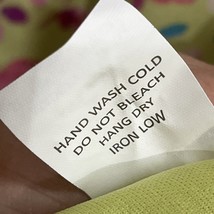 HAND WASH COLD
DO NOT BLEACH
HANG DRY
IRON LOW